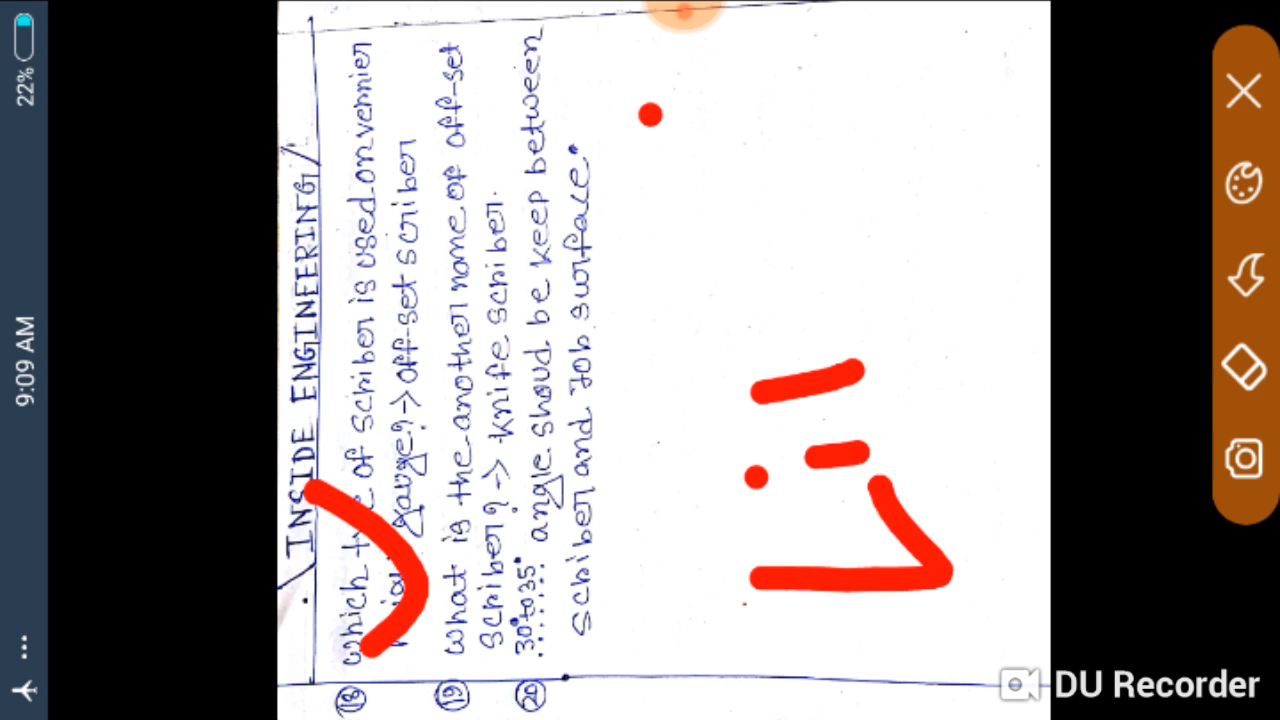 22%
9:09 AM
...
\INSIDE ENGINEERING/
18 which of scriber is used on vernier
gauge? → off-set scriber
19 What is the another name of off-set
scriber? → knife scriber.
20 30° to 35° angle shoud be keep between
scriber and Job surface.
DU Recorder